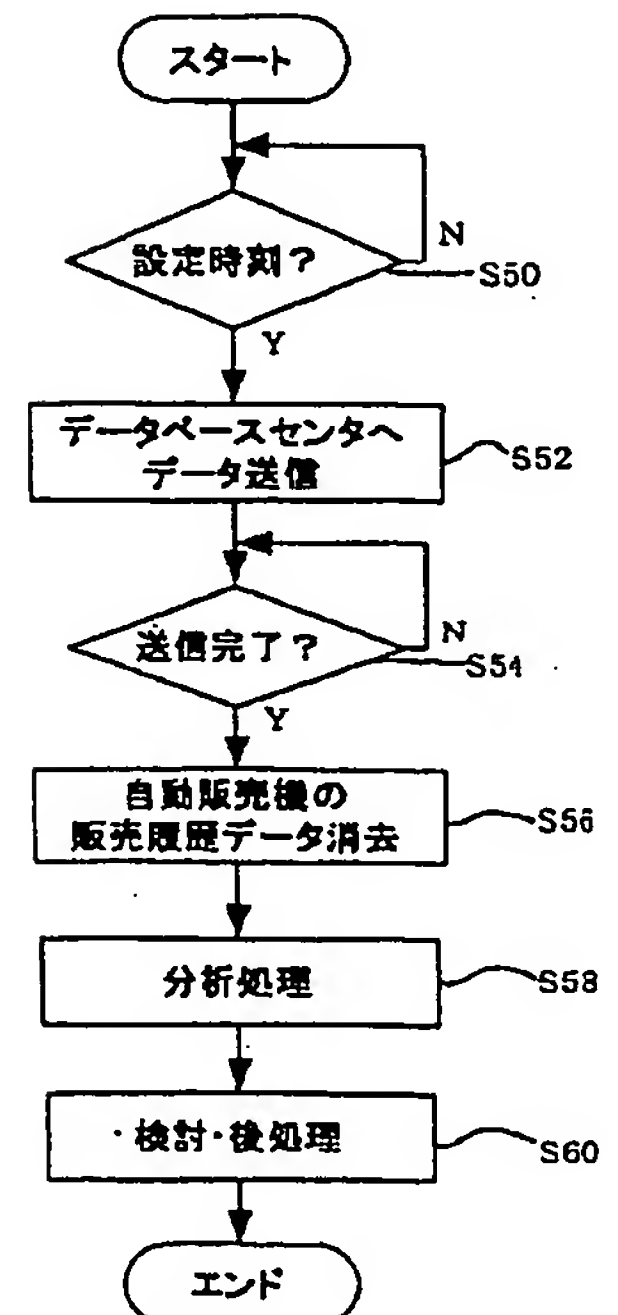 スタート
設定時刻？
N
S50
Y
データベースセンタへ
データ送信
S52
送信完了？
N
S54
Y
自動販売機の
販売履歴データ消去
S56
分析処理
S58
検討・後処理
S60
エンド